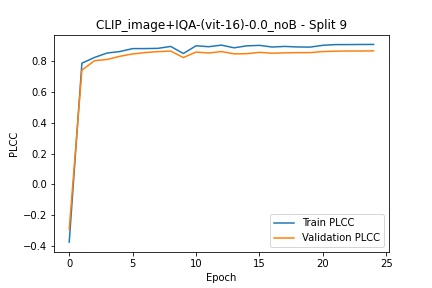 CLIP_image+IQA-(vit-16)-0.0_noB - Split 9
PLCC
0.8
0.6
0.4
0.2
0.0
−0.2
−0.4
Train PLCC
Validation PLCC
0 5 10 15 20 25
Epoch